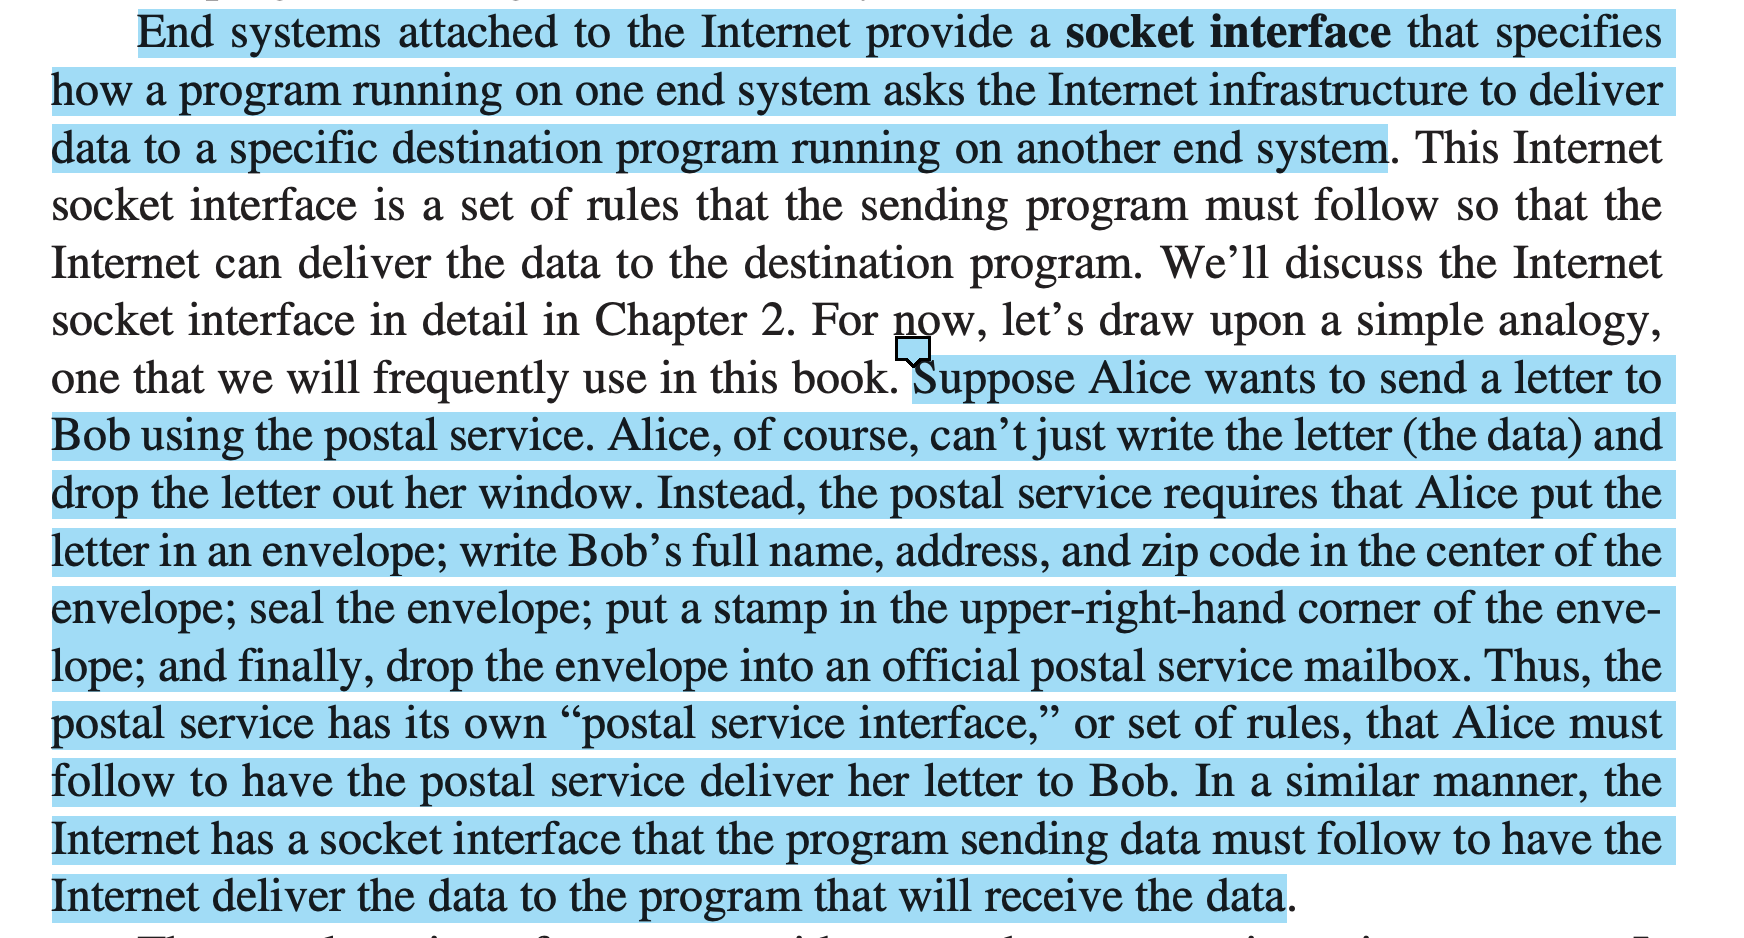 End systems attached to the Internet provide a socket interface that specifies
how a program running on one end system asks the Internet infrastructure to deliver
data to a specific destination program running on another end system. This Internet
socket interface is a set of rules that the sending program must follow so that the
Internet can deliver the data to the destination program. We’ll discuss the Internet
socket interface in detail in Chapter 2. For now, let’s draw upon a simple analogy,
one that we will frequently use in this book. Suppose Alice wants to send a letter to
Bob using the postal service. Alice, of course, can’t just write the letter (the data) and
drop the letter out her window. Instead, the postal service requires that Alice put the
letter in an envelope; write Bob’s full name, address, and zip code in the center of the
envelope; seal the envelope; put a stamp in the upper-right-hand corner of the enve-
lope; and finally, drop the envelope into an official postal service mailbox. Thus, the
postal service has its own “postal service interface,” or set of rules, that Alice must
follow to have the postal service deliver her letter to Bob. In a similar manner, the
Internet has a socket interface that the program sending data must follow to have the
Internet deliver the data to the program that will receive the data.